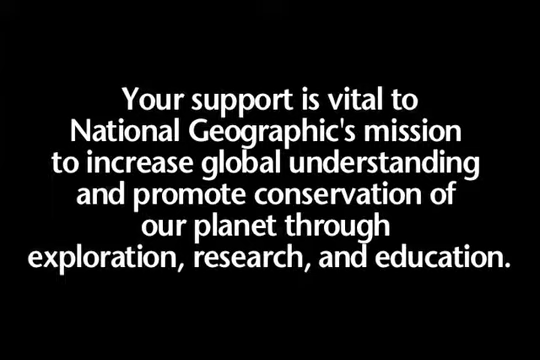 Your support is vital to
National Geographic's mission
to increase global understanding
and promote conservation of
our planet through
exploration, research, and education.